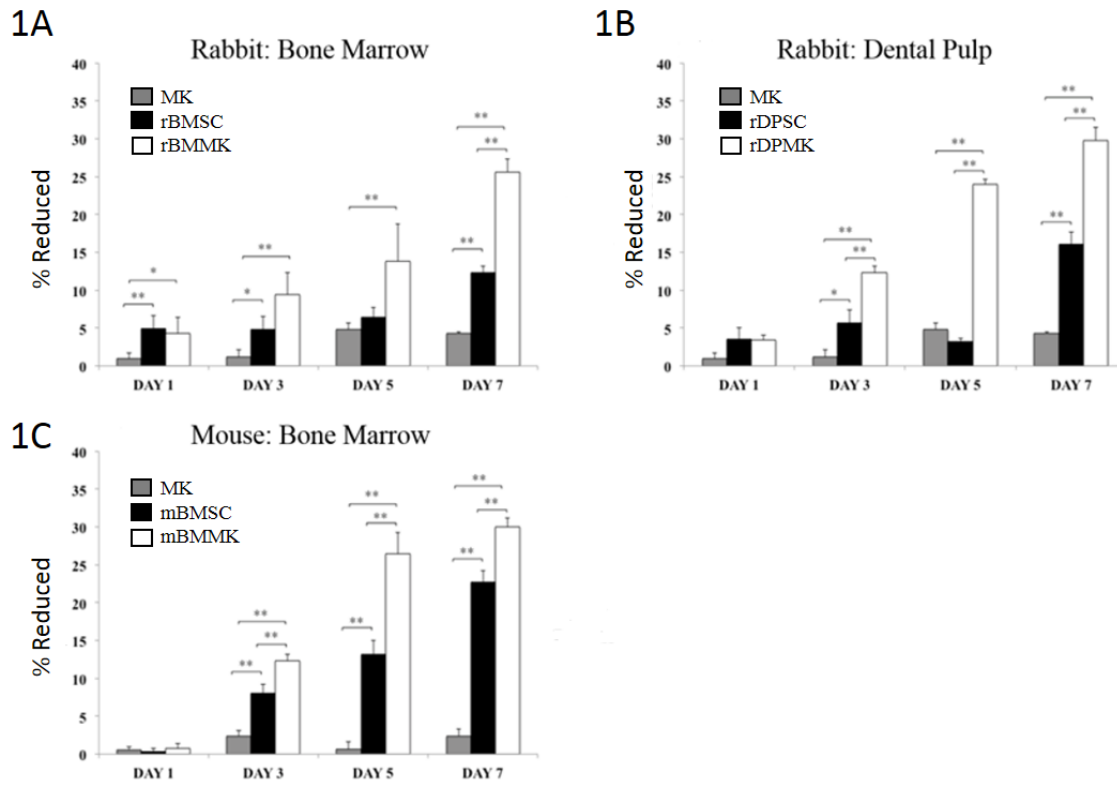 1A
Rabbit: Bone Marrow
% Reduced
40
35
30
25
20
15
10
5
0
MK
rBMSC
rBMMK
*
**
*
**
**
**
**
**
DAY 1
DAY 3
DAY 5
DAY 7
1B
Rabbit: Dental Pulp
% Reduced
40
35
30
25
20
15
10
5
0
MK
rDPSC
rDPMK
**
**
*
**
**
**
**
**
DAY 1
DAY 3
DAY 5
DAY 7
1C
Mouse: Bone Marrow
% Reduced
40
35
30
25
20
15
10
5
0
MK
mBMSC
mBMMK
**
**
**
**
**
**
**
**
**
DAY 1
DAY 3
DAY 5
DAY 7